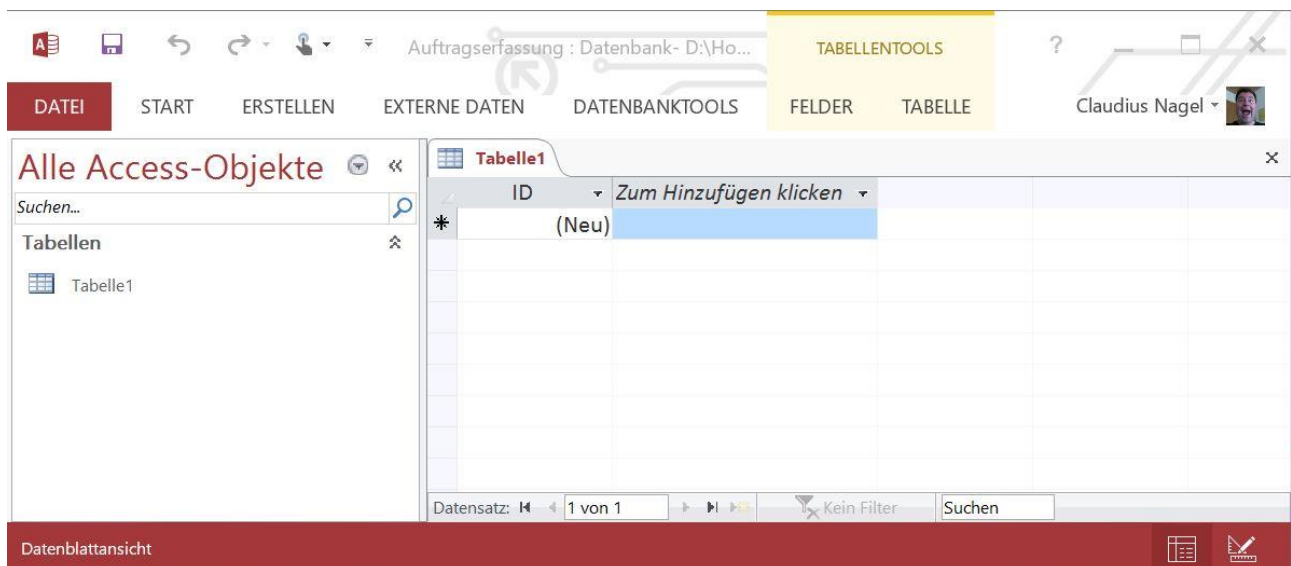 Auftragserfassung : Datenbank- D:\Ho... TABELLENTOOLS ?
DATEI START ERSTELLEN EXTERNE DATEN DATENBANKTOOLS FELDER TABELLE Claudius Nagel
Alle Access-Objekte «
Suchen...
Tabellen
Tabelle1
Tabelle1
ID Zum Hinzufügen klicken
* (Neu)
Datensatz: 1 von 1 Kein Filter Suchen
Datenblattansicht